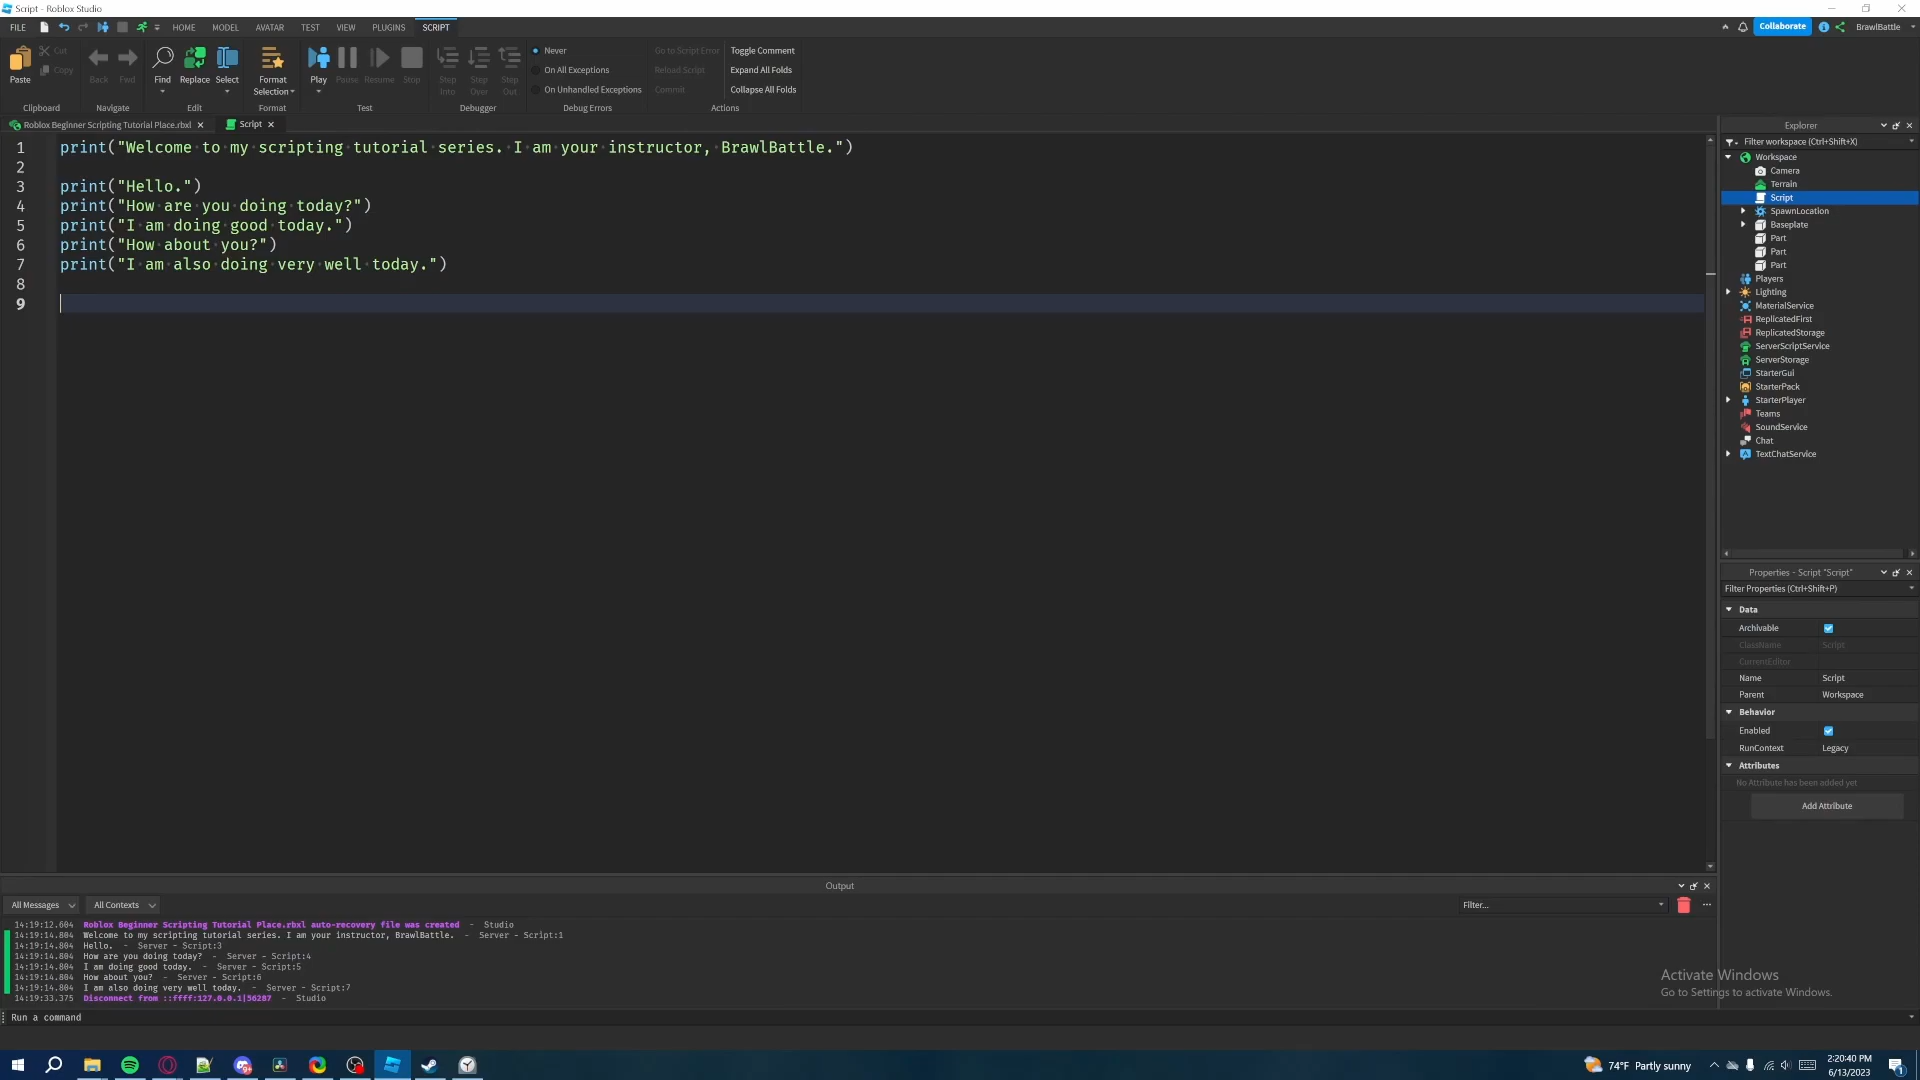 Script - Roblox Studio
FILE HOME MODEL AVATAR TEST VIEW PLUGINS SCRIPT Collaborate BrawlBattle
Paste Cut Copy Back Fwd Find Replace Select Format Selection Play Pause Resume Stop Step Into Step Over Step Out
Never
On All Exceptions
On Unhandled Exceptions
Go to Script Error
Reload Script
Commit
Toggle Comment
Expand All Folds
Collapse All Folds
Clipboard Navigate Edit Format Test Debugger Debug Errors Actions
Roblox Beginner Scripting Tutorial Place.rbxl Script
1 print("Welcome to my scripting tutorial series. I am your instructor, BrawlBattle.")
2
3 print("Hello.")
4 print("How are you doing today?")
5 print("I am doing good today.")
6 print("How about you?")
7 print("I am also doing very well today.")
8
9
Explorer
Filter workspace (Ctrl+Shift+X)
Workspace
Camera
Terrain
Script
SpawnLocation
Baseplate
Part
Part
Part
Players
Lighting
MaterialService
ReplicatedFirst
ReplicatedStorage
ServerScriptService
ServerStorage
StarterGui
StarterPack
StarterPlayer
Teams
SoundService
Chat
TextChatService
Properties - Script "Script"
Filter Properties (Ctrl+Shift+P)
Data
Archivable
ClassName Script
CurrentEditor
Name Script
Parent Workspace
Behavior
Enabled
RunContext Legacy
Attributes
No Attribute has been added yet
Add Attribute
Output
All Messages All Contexts Filter...
14:19:12.604 Roblox Beginner Scripting Tutorial Place.rbxl auto-recovery file was created - Studio
14:19:14.804 Welcome to my scripting tutorial series. I am your instructor, BrawlBattle. - Server - Script:1
14:19:14.804 Hello. - Server - Script:3
14:19:14.804 How are you doing today? - Server - Script:4
14:19:14.804 I am doing good today. - Server - Script:5
14:19:14.804 How about you? - Server - Script:6
14:19:14.804 I am also doing very well today. - Server - Script:7
14:19:33.375 Disconnect from ::ffff:127.0.0.1|56287 - Studio
Activate Windows
Go to Settings to activate Windows.
Run a command
74°F Partly sunny
2:20:40 PM
6/13/2023